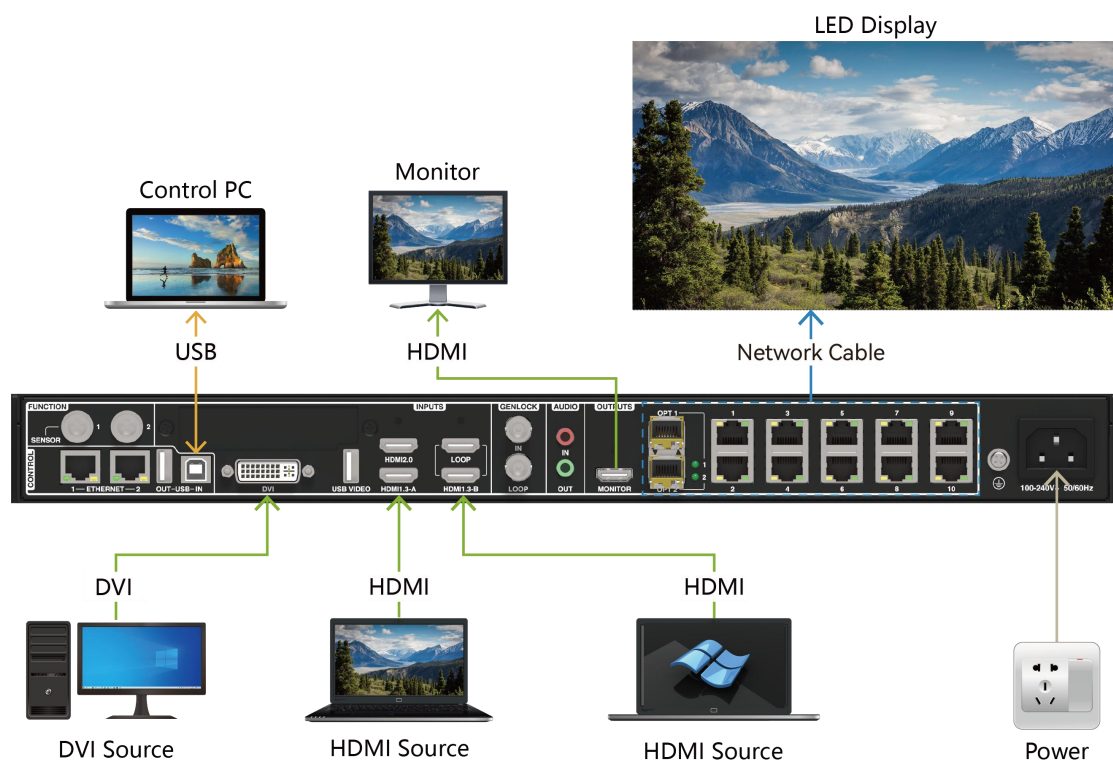 LED Display
Control PC
Monitor
USB
HDMI
Network Cable
FUNCTION
INPUTS
GENLOCK
AUDIO
OUTPUTS
OPT 1
1 3 5 7 9
SENSOR
1
2
IN
IN
CONTROL
HDMI2.0
LOOP
1
2
1 — ETHERNET — 2
OUT-USB-IN
DVI
USB VIDEO
HDMI1.3-A
HDMI1.3-B
LOOP
OUT
MONITOR
OPT 2
2 4 6 8 10
100-240V~ 50/60Hz
DVI
HDMI
HDMI
DVI Source
HDMI Source
HDMI Source
Power